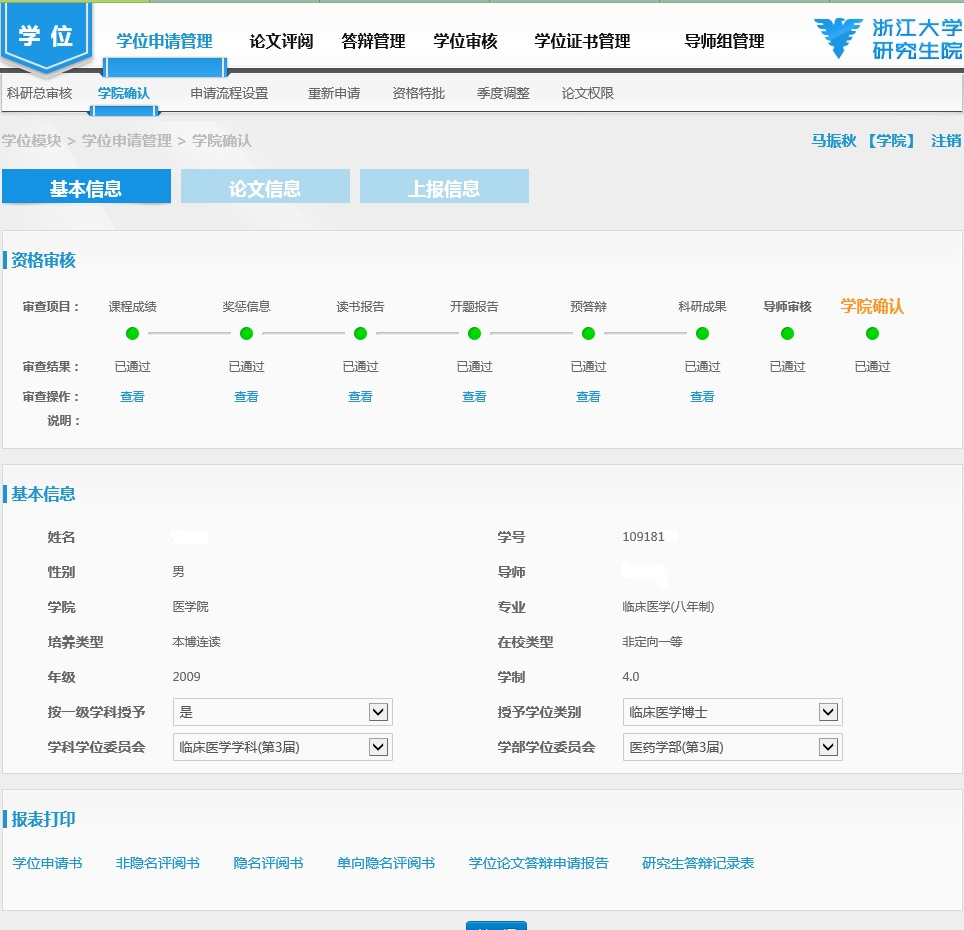 学 位
学位申请管理 论文评阅 答辩管理 学位审核 学位证书管理 导师组管理
浙江大学
研究生院
科研总审核 学院确认 申请流程设置 重新申请 资格特批 季度调整 论文权限
学位模块 > 学位申请管理 > 学院确认
马振秋 【学院】 注销
基本信息 论文信息 上报信息
资格审核
审查项目： 课程成绩 奖惩信息 读书报告 开题报告 预答辩 科研成果 导师审核 学院确认
审查结果： 已通过 已通过 已通过 已通过 已通过 已通过 已通过 已通过
审查操作： 查看 查看 查看 查看 查看 查看
说明：
基本信息
姓名 学号 109181
性别 男 导师
学院 医学院 专业 临床医学(八年制)
培养类型 本博连读 在校类型 非定向一等
年级 2009 学制 4.0
按一级学科授予 是 授予学位类别 临床医学博士
学科学位委员会 临床医学学科(第3届) 学部学位委员会 医药学部(第3届)
报表打印
学位申请书 非隐名评阅书 隐名评阅书 单向隐名评阅书 学位论文答辩申请报告 研究生答辩记录表